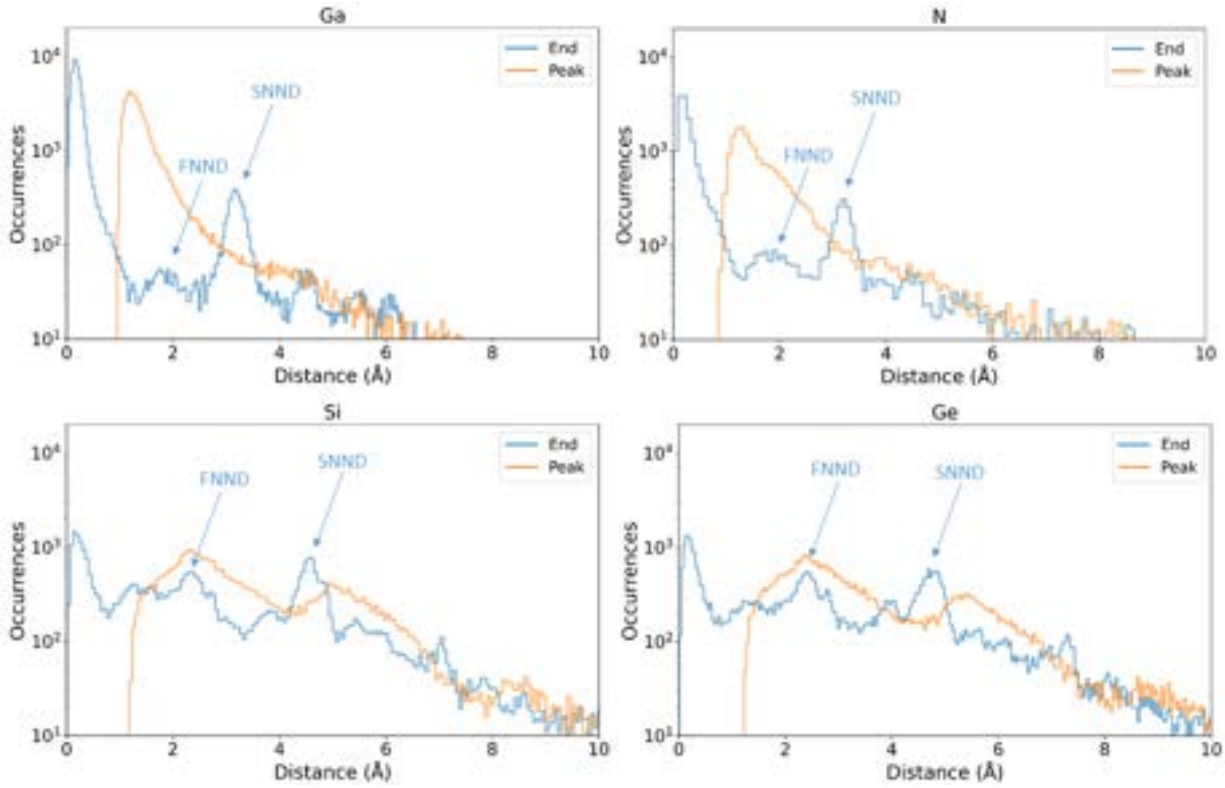 Ga
10⁴
10³
10²
10¹
Occurrences
End
Peak
SNND
FNND
0 2 4 6 8 10
Distance (Å)
N
10⁴
10³
10²
10¹
Occurrences
End
Peak
SNND
FNND
0 2 4 6 8 10
Distance (Å)
Si
10⁴
10³
10²
10¹
Occurrences
End
Peak
FNND
SNND
0 2 4 6 8 10
Distance (Å)
Ge
10⁴
10³
10²
10¹
Occurrences
End
Peak
FNND
SNND
0 2 4 6 8 10
Distance (Å)